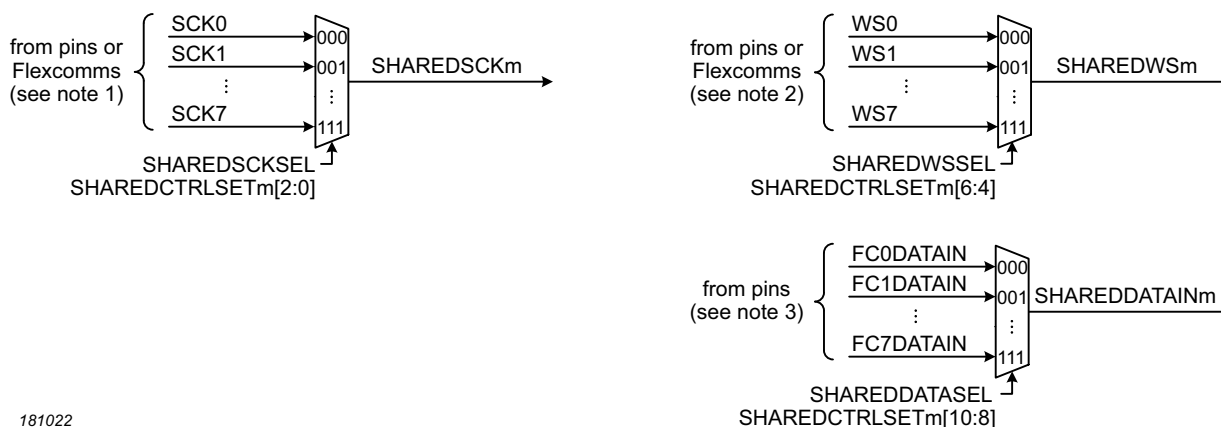 from pins or
Flexcomms
(see note 1)
SCK0
SCK1
⋮
SCK7
000
001
⋮
111
SHAREDSCKm
SHAREDSCKSEL
SHAREDCTRLSETm[2:0]
from pins or
Flexcomms
(see note 2)
WS0
WS1
⋮
WS7
000
001
⋮
111
SHAREDWSm
SHAREDWSSEL
SHAREDCTRLSETm[6:4]
from pins
(see note 3)
FC0DATAIN
FC1DATAIN
⋮
FC7DATAIN
000
001
⋮
111
SHAREDDATAINm
SHAREDDATASEL
SHAREDCTRLSETm[10:8]
181022